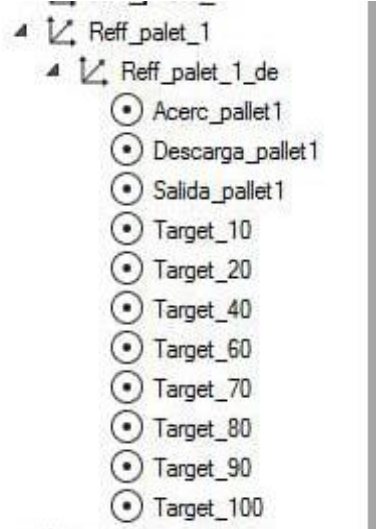 Reff_palet_1
Reff_palet_1_de
Acerc_pallet1
Descarga_pallet1
Salida_pallet1
Target_10
Target_20
Target_40
Target_60
Target_70
Target_80
Target_90
Target_100